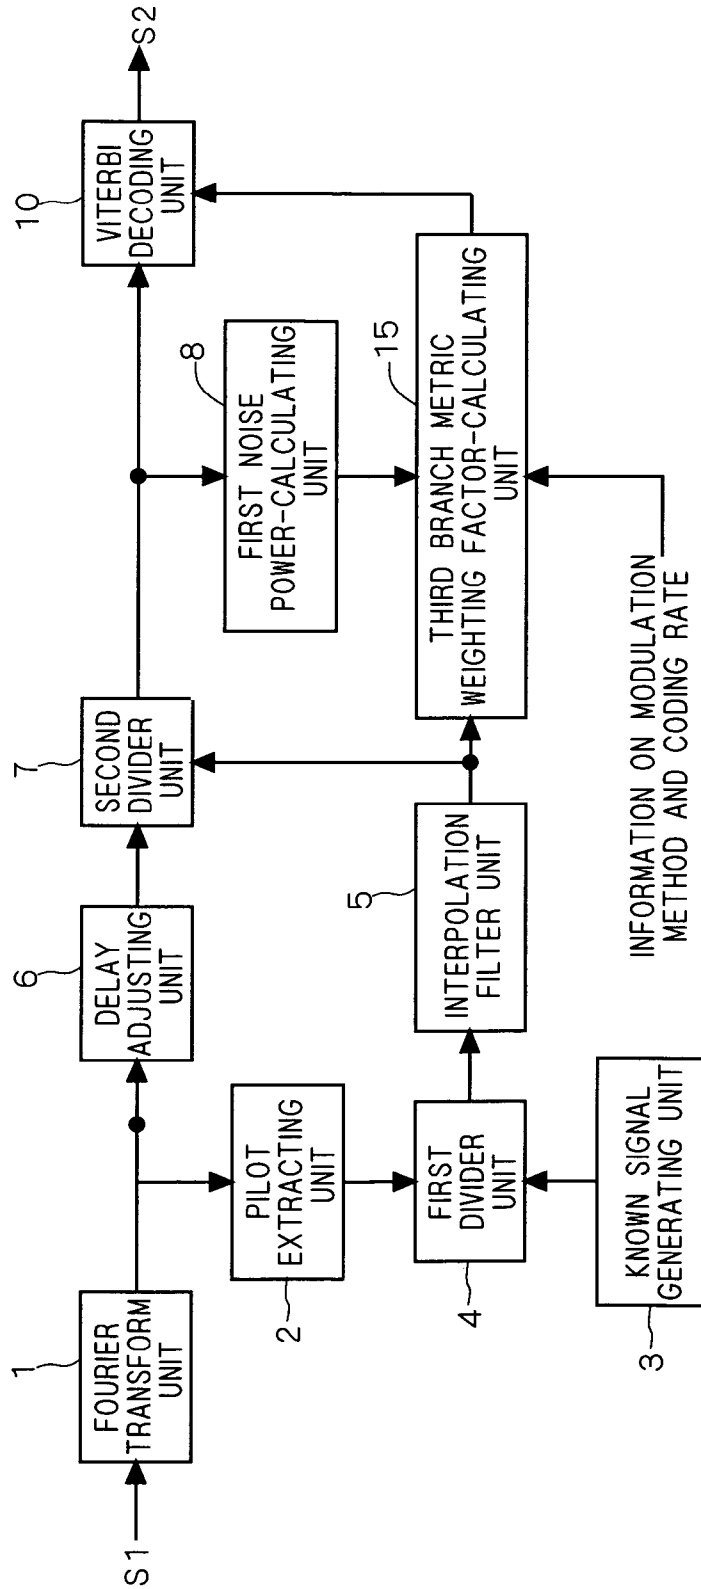 S1
1
FOURIER
TRANSFORM
UNIT
6
DELAY
ADJUSTING
UNIT
7
SECOND
DIVIDER
UNIT
10
VITERBI
DECODING
UNIT
S2
2
PILOT
EXTRACTING
UNIT
8
FIRST NOISE
POWER-CALCULATING
UNIT
4
FIRST
DIVIDER
UNIT
5
INTERPOLATION
FILTER UNIT
15
THIRD BRANCH METRIC
WEIGHTING FACTOR-CALCULATING
UNIT
3
KNOWN SIGNAL
GENERATING UNIT
INFORMATION ON MODULATION
METHOD AND CODING RATE